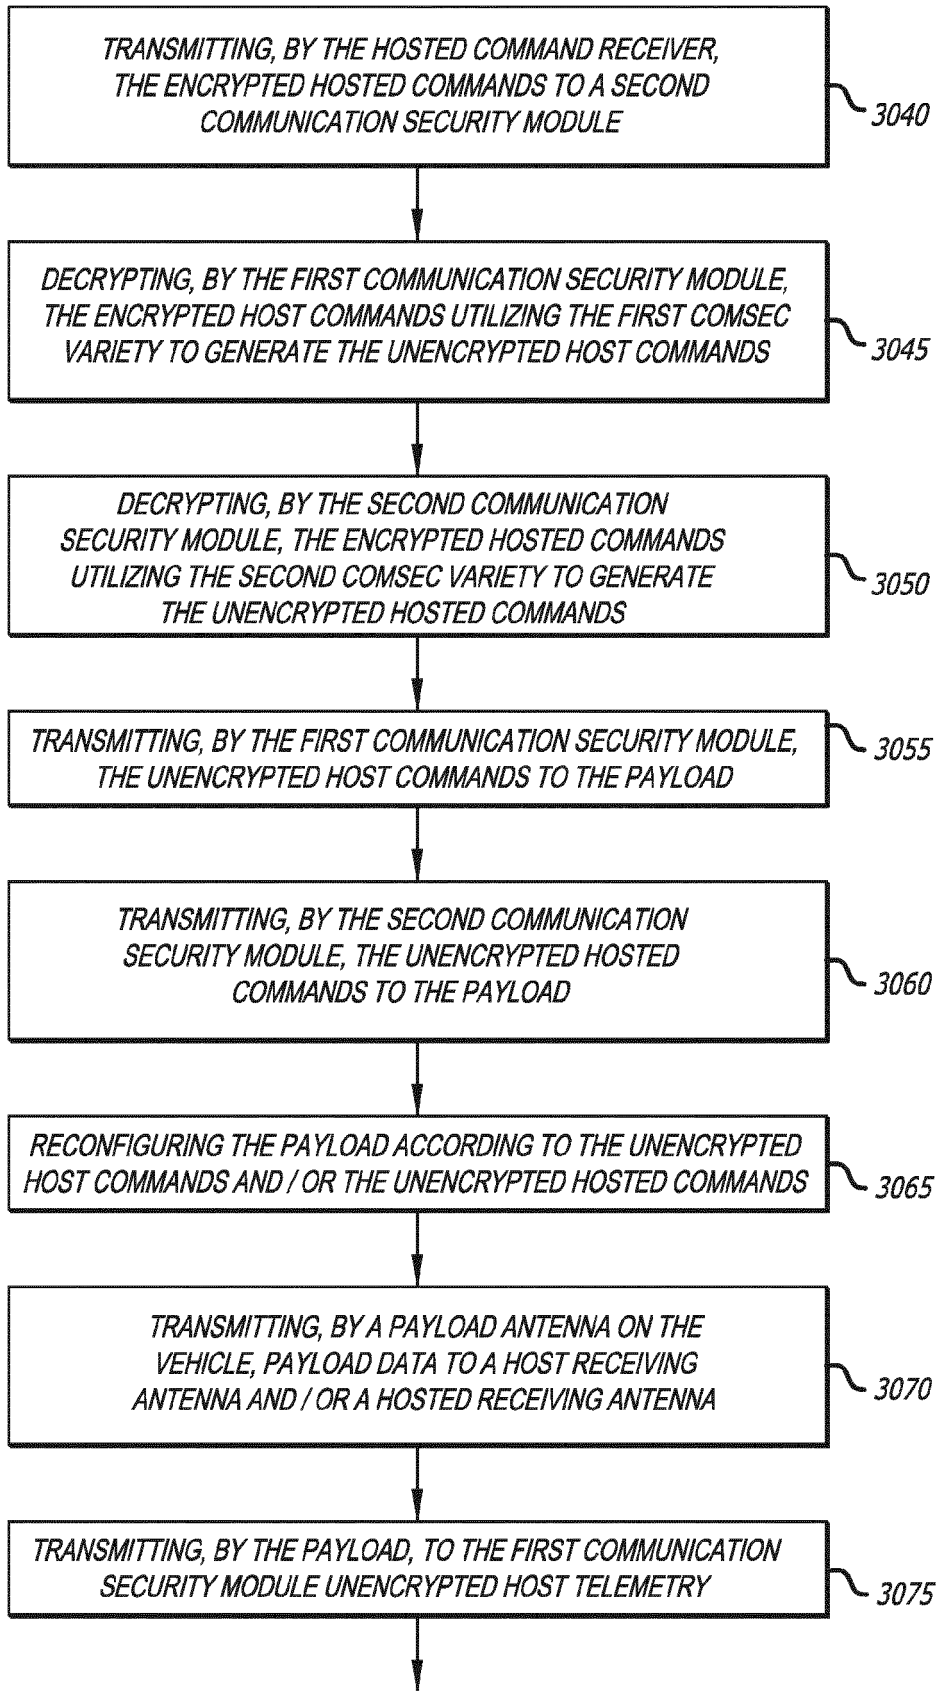 TRANSMITTING, BY THE HOSTED COMMAND RECEIVER,
THE ENCRYPTED HOSTED COMMANDS TO A SECOND
COMMUNICATION SECURITY MODULE
3040
DECRYPTING, BY THE FIRST COMMUNICATION SECURITY MODULE,
THE ENCRYPTED HOST COMMANDS UTILIZING THE FIRST COMSEC
VARIETY TO GENERATE THE UNENCRYPTED HOST COMMANDS
3045
DECRYPTING, BY THE SECOND COMMUNICATION
SECURITY MODULE, THE ENCRYPTED HOSTED COMMANDS
UTILIZING THE SECOND COMSEC VARIETY TO GENERATE
THE UNENCRYPTED HOSTED COMMANDS
3050
TRANSMITTING, BY THE FIRST COMMUNICATION SECURITY MODULE,
THE UNENCRYPTED HOST COMMANDS TO THE PAYLOAD
3055
TRANSMITTING, BY THE SECOND COMMUNICATION
SECURITY MODULE, THE UNENCRYPTED HOSTED
COMMANDS TO THE PAYLOAD
3060
RECONFIGURING THE PAYLOAD ACCORDING TO THE UNENCRYPTED
HOST COMMANDS AND / OR THE UNENCRYPTED HOSTED COMMANDS
3065
TRANSMITTING, BY A PAYLOAD ANTENNA ON THE
VEHICLE, PAYLOAD DATA TO A HOST RECEIVING
ANTENNA AND / OR A HOSTED RECEIVING ANTENNA
3070
TRANSMITTING, BY THE PAYLOAD, TO THE FIRST COMMUNICATION
SECURITY MODULE UNENCRYPTED HOST TELEMETRY
3075